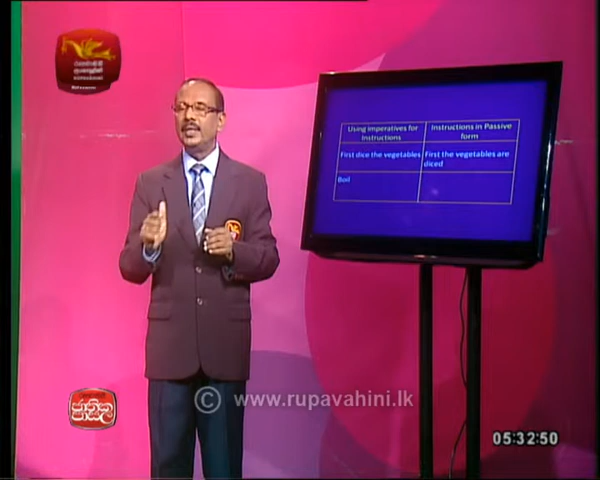 Using Imperatives for
Instructions
Instructions in Passive
form
First dice the vegetables
First the vegetables are
diced
Boil
© www.rupavahini.lk
ජාතික
පාසල
05:32:50